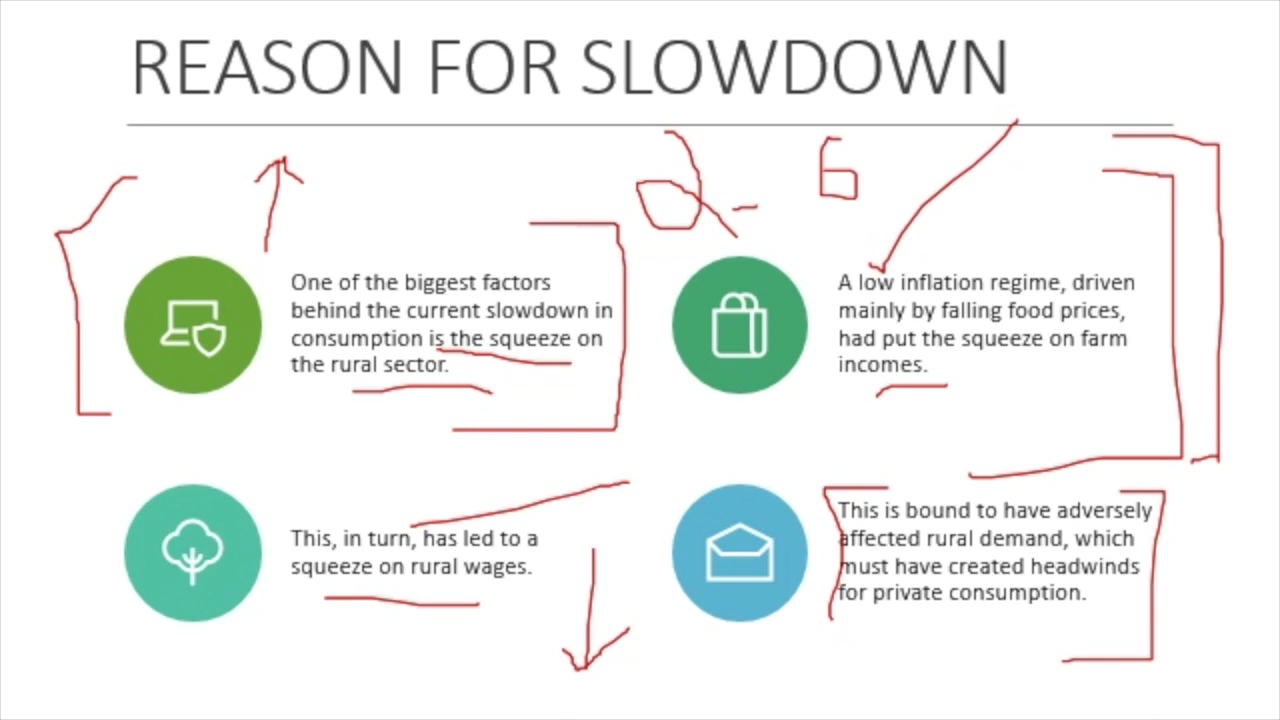 REASON FOR SLOWDOWN
2 - 6
One of the biggest factors
behind the current slowdown in
consumption is the squeeze on
the rural sector.
A low inflation regime, driven
mainly by falling food prices,
had put the squeeze on farm
incomes.
This, in turn, has led to a
squeeze on rural wages.
This is bound to have adversely
affected rural demand, which
must have created headwinds
for private consumption.